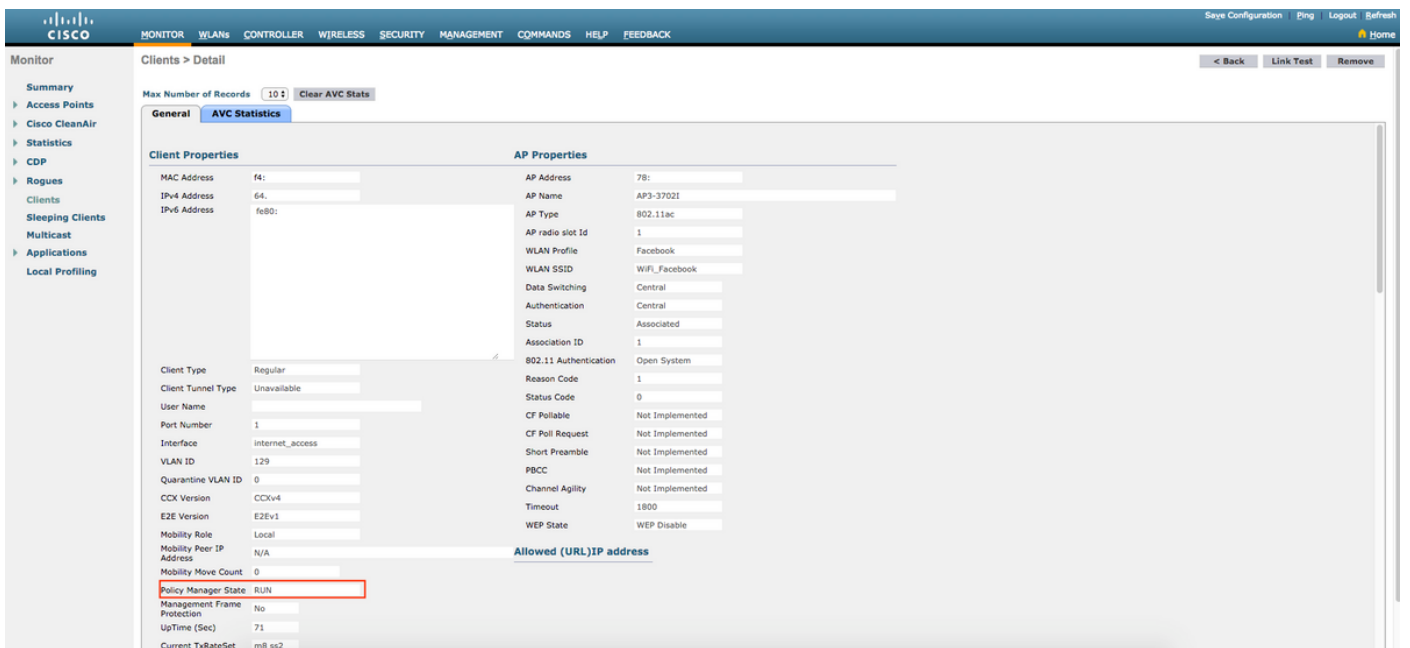 Save Configuration Ping Logout Refresh
CISCO MONITOR WLANs CONTROLLER WIRELESS SECURITY MANAGEMENT COMMANDS HELP FEEDBACK Home
Monitor
Summary
Access Points
Cisco CleanAir
Statistics
CDP
Rogues
Clients
Sleeping Clients
Multicast
Applications
Local Profiling
Clients > Detail
< Back Link Test Remove
Max Number of Records 10 Clear AVC Stats
General AVC Statistics
Client Properties
MAC Address f4:
IPv4 Address 64.
IPv6 Address fe80:
Client Type Regular
Client Tunnel Type Unavailable
User Name
Port Number 1
Interface internet_access
VLAN ID 129
Quarantine VLAN ID 0
CCX Version CCXv4
E2E Version E2Ev1
Mobility Role Local
Mobility Peer IP
Address N/A
Mobility Move Count 0
Policy Manager State RUN
Management Frame
Protection No
UpTime (Sec) 71
Current TxRateSet m8 ss2
AP Properties
AP Address 78:
AP Name AP3-3702I
AP Type 802.11ac
AP radio slot Id 1
WLAN Profile Facebook
WLAN SSID WiFi_Facebook
Data Switching Central
Authentication Central
Status Associated
Association ID 1
802.11 Authentication Open System
Reason Code 1
Status Code 0
CF Pollable Not Implemented
CF Poll Request Not Implemented
Short Preamble Not Implemented
PBCC Not Implemented
Channel Agility Not Implemented
Timeout 1800
WEP State WEP Disable
Allowed (URL)IP address